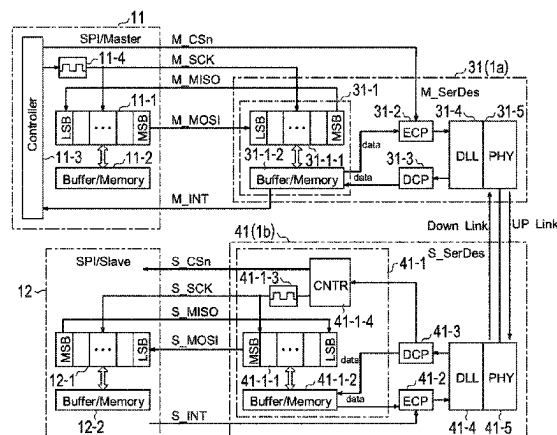 11
SPI/Master
M_CSn
11-4
M_SCK
M_MISO
31-1
31(1a)
M_SerDes
Controller
11-1
LSB
...
MSB
M_MOSI
LSB
...
MSB
31-2
31-4
31-5
ECP
11-3
11-2
31-1-2
31-1-1
31-3
DLL
PHY
Buffer/Memory
Buffer/Memory
data
data
DCP
M_INT
Down Link
UP Link
41(1b)
S_SerDes
SPI/Slave
S_CSn
41-1-3
CNTR
41-1
12
S_SCK
S_MISO
41-1-4
41-3
MSB
...
LSB
S_MOSI
MSB
...
LSB
data
DCP
DLL
PHY
12-1
41-1-1
41-1-2
41-2
Buffer/Memory
Buffer/Memory
data
ECP
12-2
S_INT
41-4
41-5